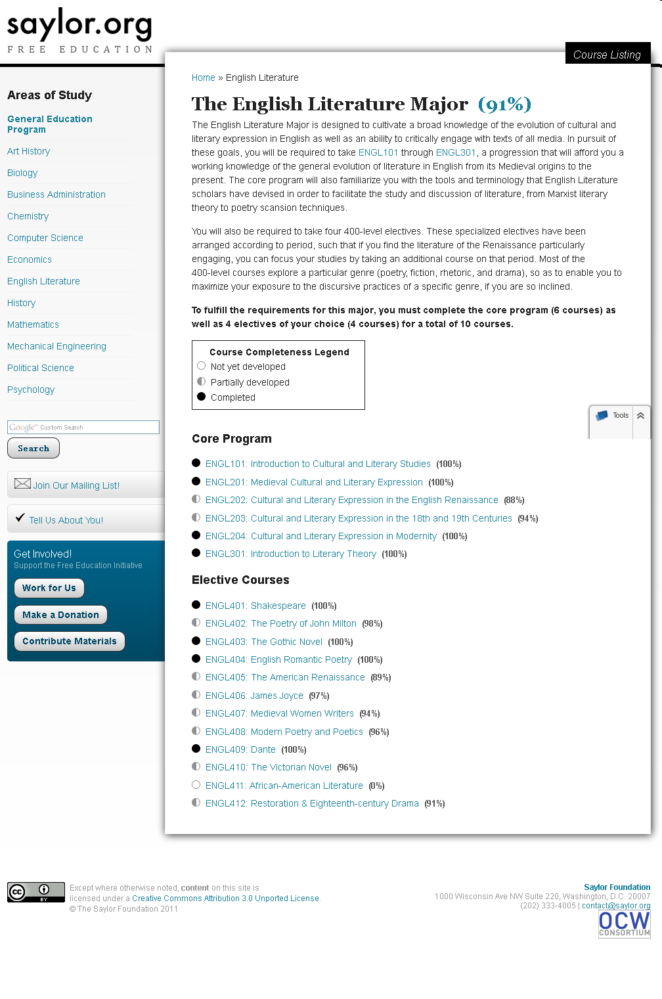 saylor.org
FREE EDUCATION
Course Listing
Areas of Study
General Education
Program
Art History
Biology
Business Administration
Chemistry
Computer Science
Economics
English Literature
History
Mathematics
Mechanical Engineering
Political Science
Psychology
Google™ Custom Search
Search
Join Our Mailing List!
Tell Us About You!
Get Involved!
Support the Free Education Initiative
Work for Us
Make a Donation
Contribute Materials
Home » English Literature
The English Literature Major (91%)
The English Literature Major is designed to cultivate a broad knowledge of the evolution of cultural and
literary expression in English as well as an ability to critically engage with texts of all media. In pursuit of
these goals, you will be required to take ENGL101 through ENGL301, a progression that will afford you a
working knowledge of the general evolution of literature in English from its Medieval origins to the
present. The core program will also familiarize you with the tools and terminology that English Literature
scholars have devised in order to facilitate the study and discussion of literature, from Marxist literary
theory to poetry scansion techniques.
You will also be required to take four 400-level electives. These specialized electives have been
arranged according to period, such that if you find the literature of the Renaissance particularly
engaging, you can focus your studies by taking an additional course on that period. Most of the
400-level courses explore a particular genre (poetry, fiction, rhetoric, and drama), so as to enable you to
maximize your exposure to the discursive practices of a specific genre, if you are so inclined.
To fulfill the requirements for this major, you must complete the core program (6 courses) as
well as 4 electives of your choice (4 courses) for a total of 10 courses.
Course Completeness Legend
Not yet developed
Partially developed
Completed
Tools
Core Program
ENGL101: Introduction to Cultural and Literary Studies (100%)
ENGL201: Medieval Cultural and Literary Expression (100%)
ENGL202: Cultural and Literary Expression in the English Renaissance (88%)
ENGL203: Cultural and Literary Expression in the 18th and 19th Centuries (94%)
ENGL204: Cultural and Literary Expression in Modernity (100%)
ENGL301: Introduction to Literary Theory (100%)
Elective Courses
ENGL401: Shakespeare (100%)
ENGL402: The Poetry of John Milton (98%)
ENGL403: The Gothic Novel (100%)
ENGL404: English Romantic Poetry (100%)
ENGL405: The American Renaissance (89%)
ENGL406: James Joyce (97%)
ENGL407: Medieval Women Writers (94%)
ENGL408: Modern Poetry and Poetics (96%)
ENGL409: Dante (100%)
ENGL410: The Victorian Novel (96%)
ENGL411: African-American Literature (0%)
ENGL412: Restoration & Eighteenth-century Drama (91%)
cc BY
Except where otherwise noted, content on this site is
licensed under a Creative Commons Attribution 3.0 Unported License.
© The Saylor Foundation 2011
Saylor Foundation
1000 Wisconsin Ave NW Suite 220, Washington, D.C. 20007
(202) 333-4005 | contact@saylor.org
OCW
CONSORTIUM